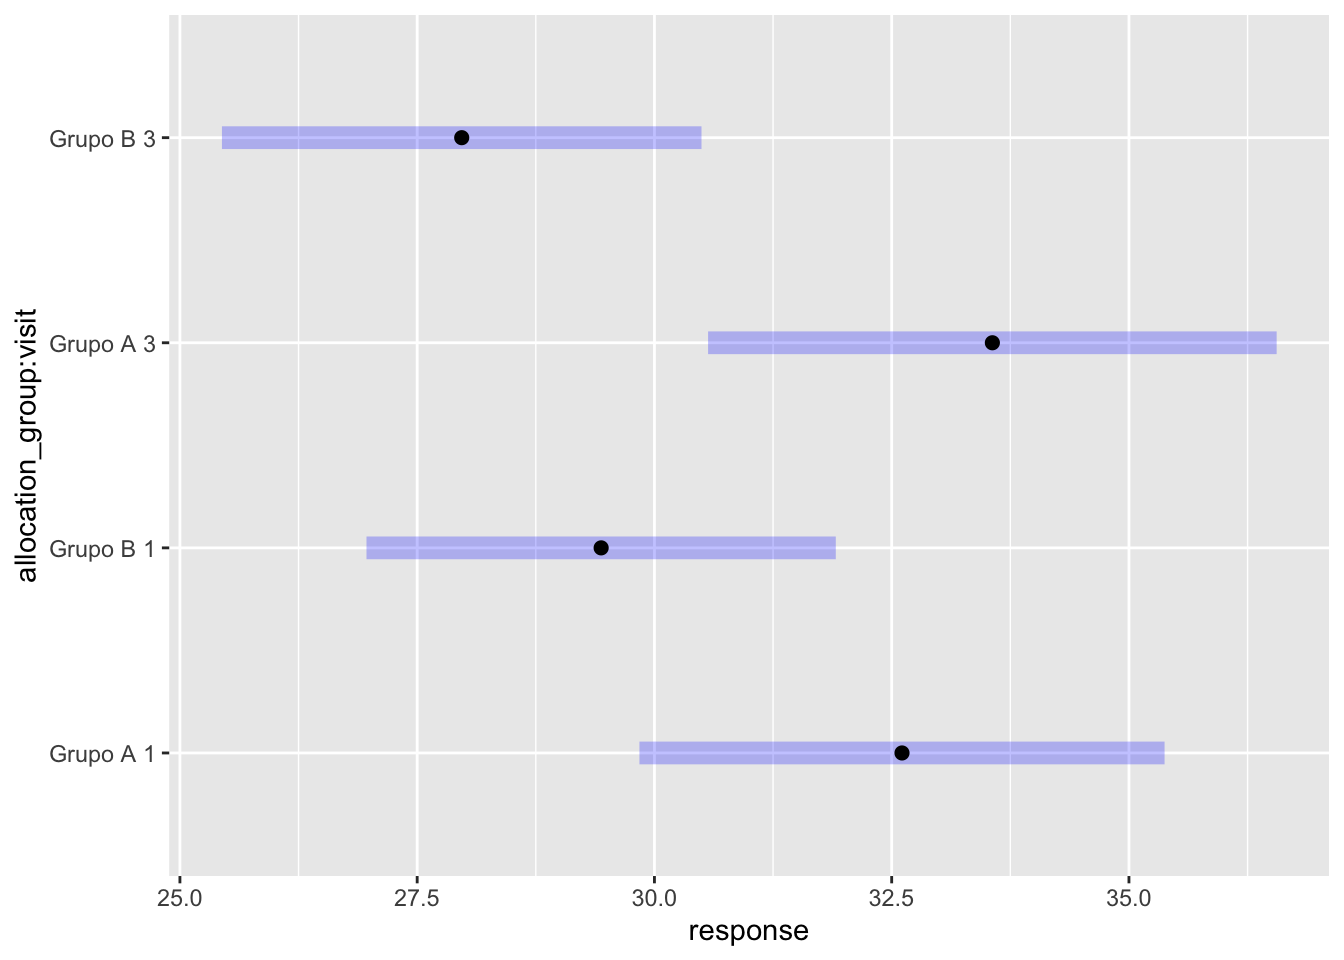 allocation_group:visit
Grupo B 3
Grupo A 3
Grupo B 1
Grupo A 1
25.0 27.5 30.0 32.5 35.0
response